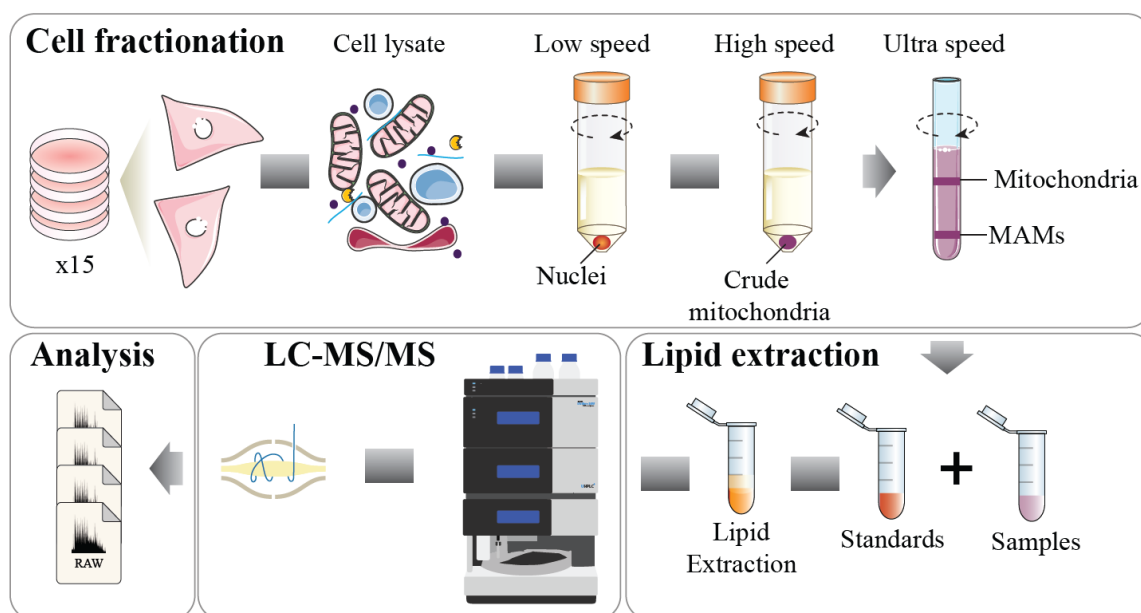 Cell fractionation
Cell lysate
Low speed
High speed
Ultra speed
x15
Nuclei
Crude
mitochondria
Mitochondria
MAMs
Analysis
LC-MS/MS
Lipid extraction
RAW
Lipid
Extraction
Standards
+
Samples